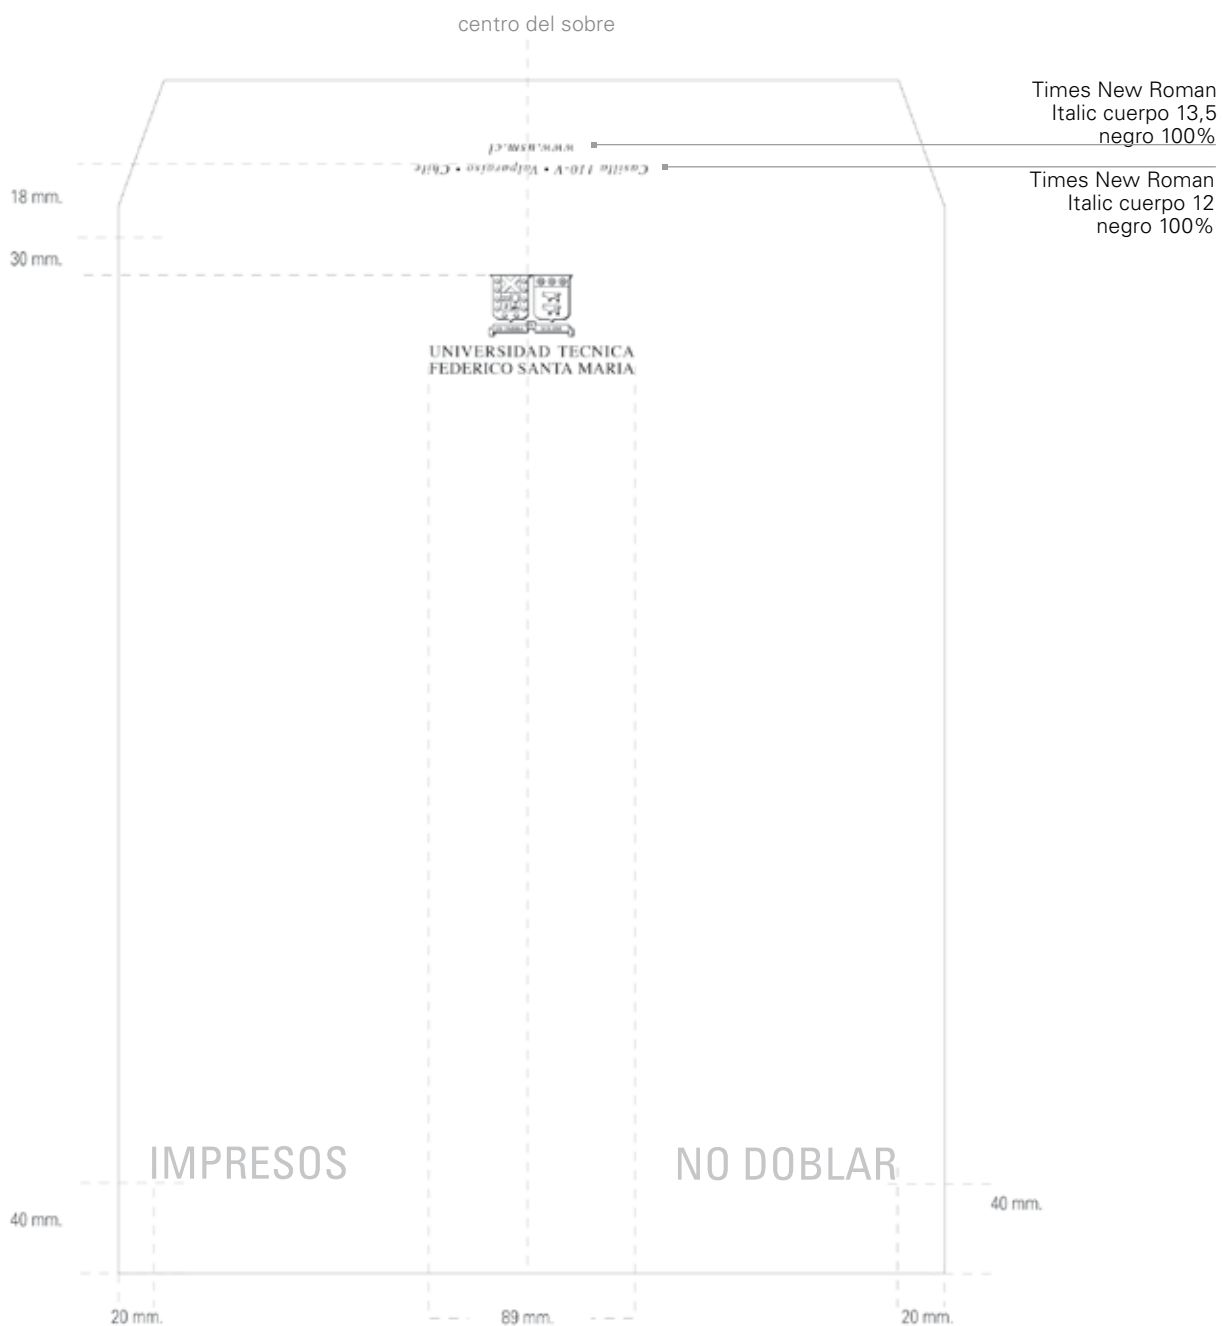 centro del sobre
Times New Roman
Italic cuerpo 13,5
negro 100%
www.usm.cl
Casilla 110-V • Valparaíso • Chile
Times New Roman
Italic cuerpo 12
negro 100%
18 mm.
30 mm.
UNIVERSIDAD TECNICA
FEDERICO SANTA MARIA
IMPRESOS
NO DOBLAR
40 mm.
40 mm.
20 mm.
89 mm.
20 mm.